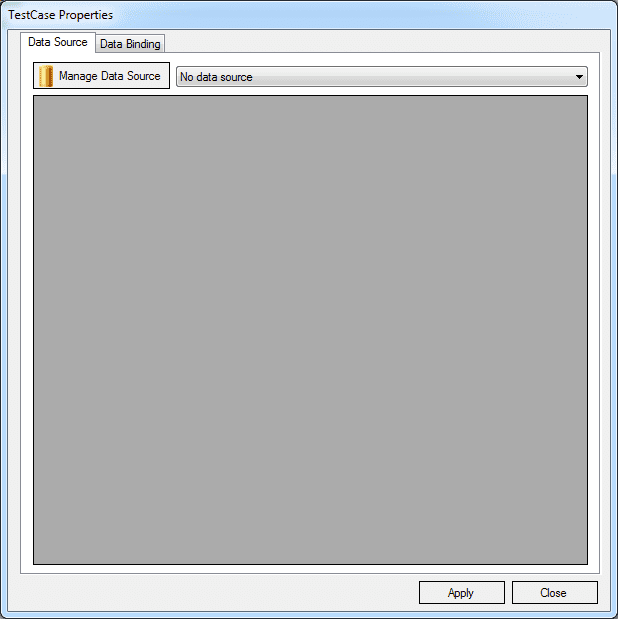 TestCase Properties
Data Source Data Binding
Manage Data Source No data source
Apply Close